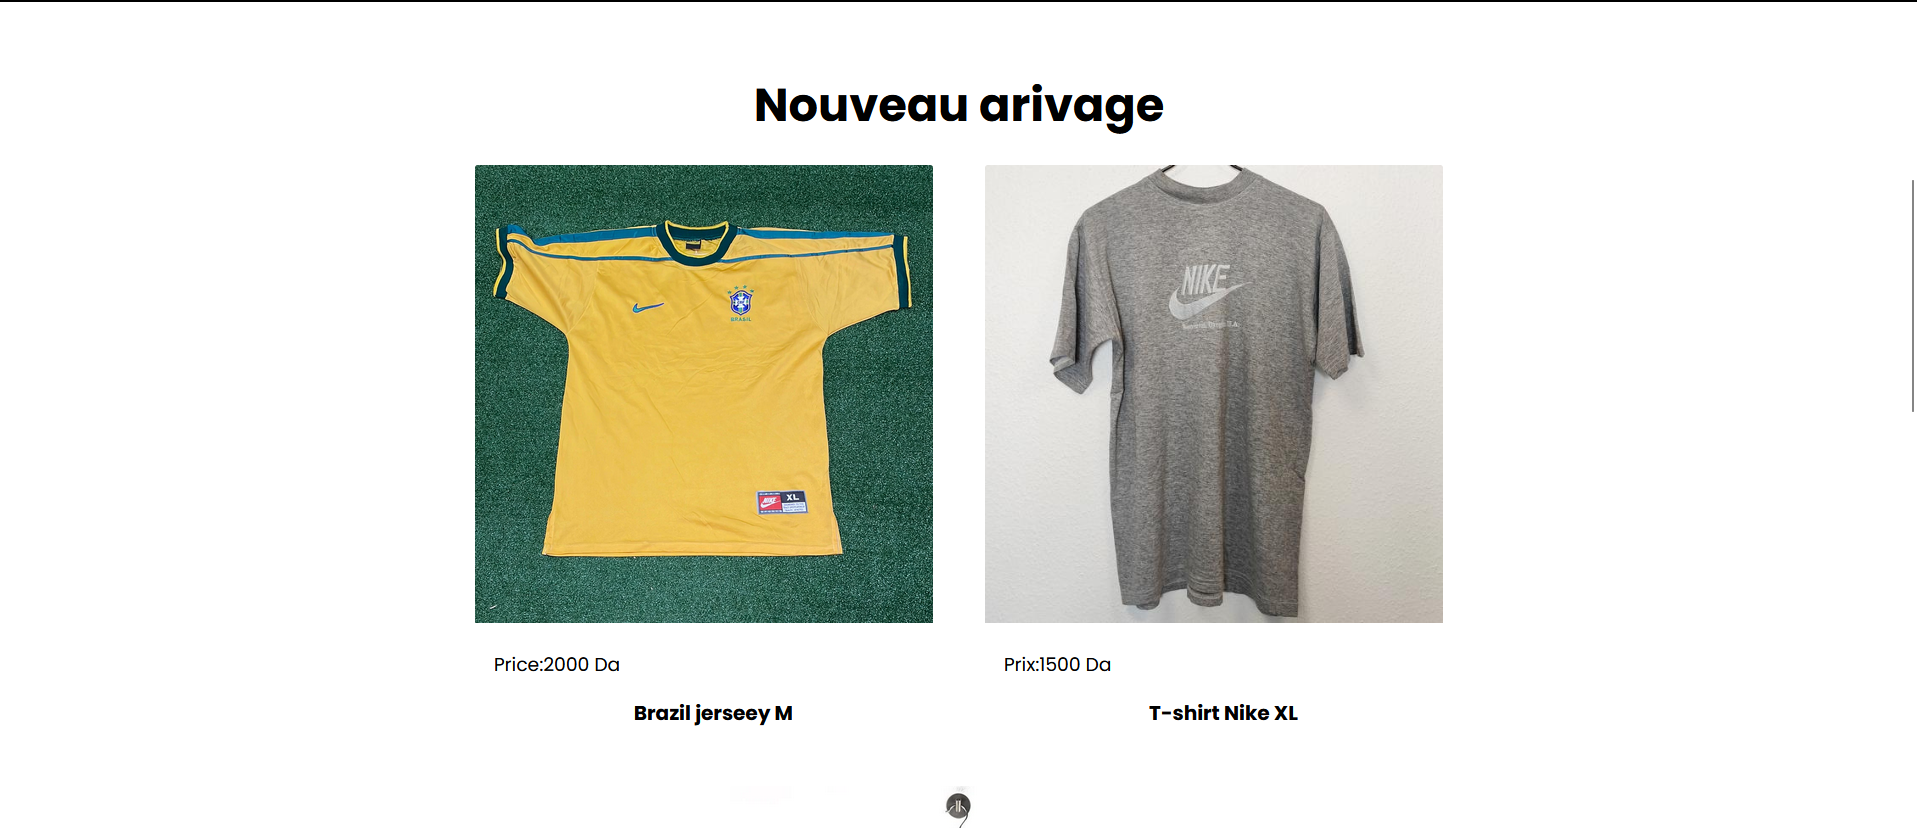 Nouveau arivage
BRASIL
NIKE
XL
NIKE
Price:2000 Da
Prix:1500 Da
Brazil jerseey M
T-shirt Nike XL